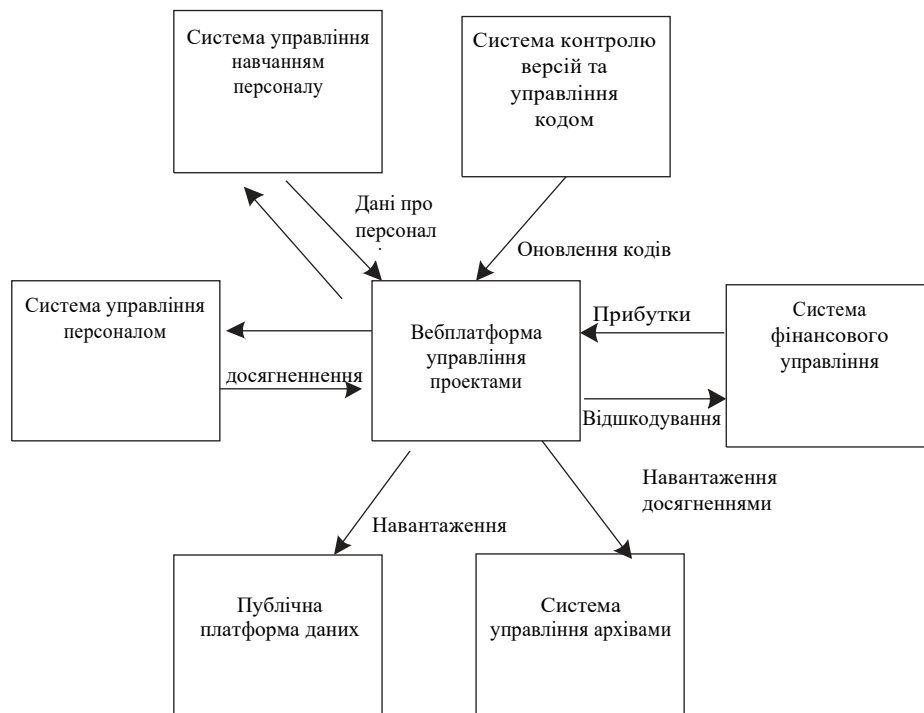 Система управління
навчанням
персоналу
Система контролю
версій та
управління
кодом
Дані про
персонал
.
Оновлення кодів
Система управління
персоналом
досягненнення
Вебплатформа
управління
проектами
Прибутки
Відшкодування
Система
фінансового
управління
Навантаження
досягненнями
Навантаження
Публічна
платформа даних
Система
управління архівами